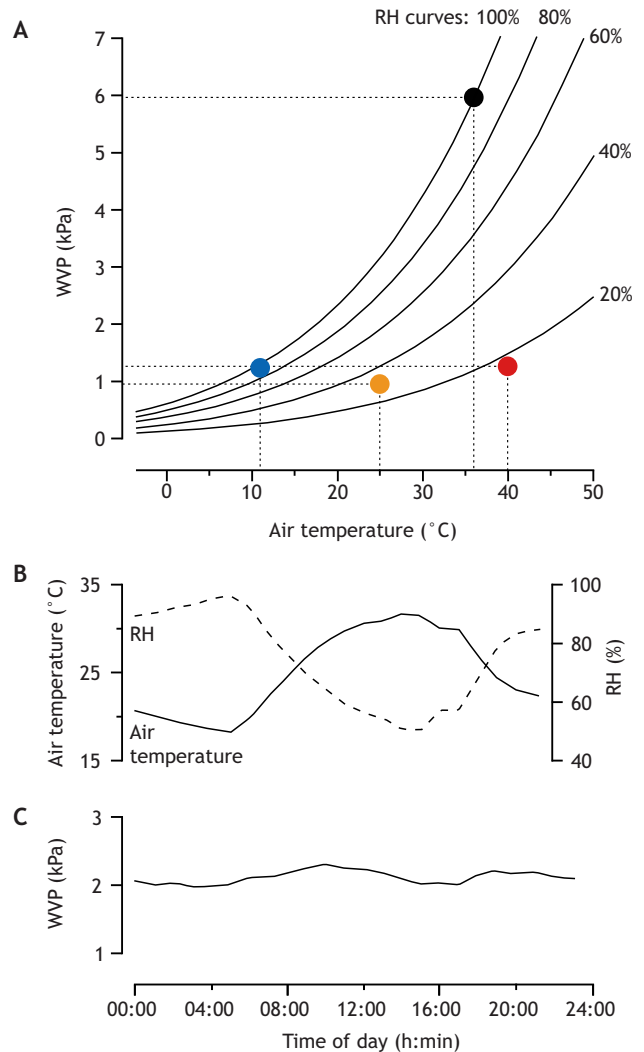 A
RH curves: 100% 80%
60%
40%
20%
7
6
5
4
3
2
1
0
WVP (kPa)
0 10 20 30 40 50
Air temperature (˚C)
B
35
25
15
Air temperature (˚C)
RH
Air
temperature
100
80
60
40
RH (%)
C
3
2
1
WVP (kPa)
00:00 04:00 08:00 12:00 16:00 20:00 24:00
Time of day (h:min)